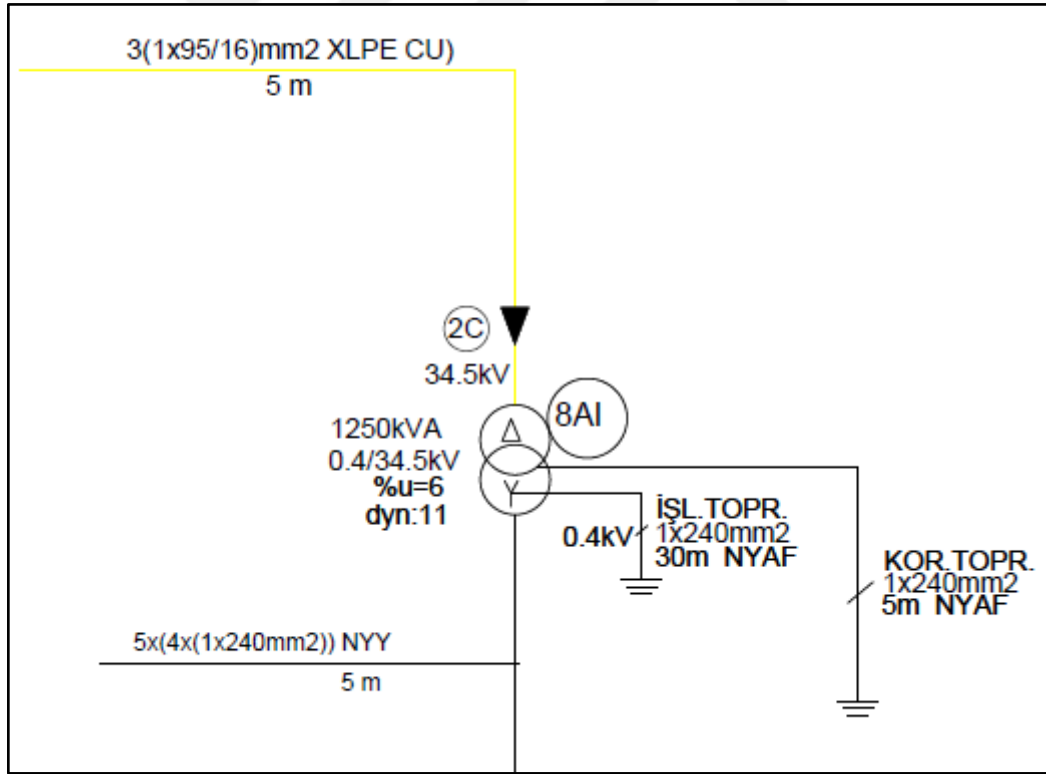 3(1x95/16)mm2 XLPE CU)
5 m
2C
34.5kV
8AI
1250kVA
0.4/34.5kV
%u=6
dyn:11
Δ
Y
0.4kV
İŞL.TOPR.
1x240mm2
30m NYAF
KOR.TOPR.
1x240mm2
5m NYAF
5x(4x(1x240mm2)) NYY
5 m